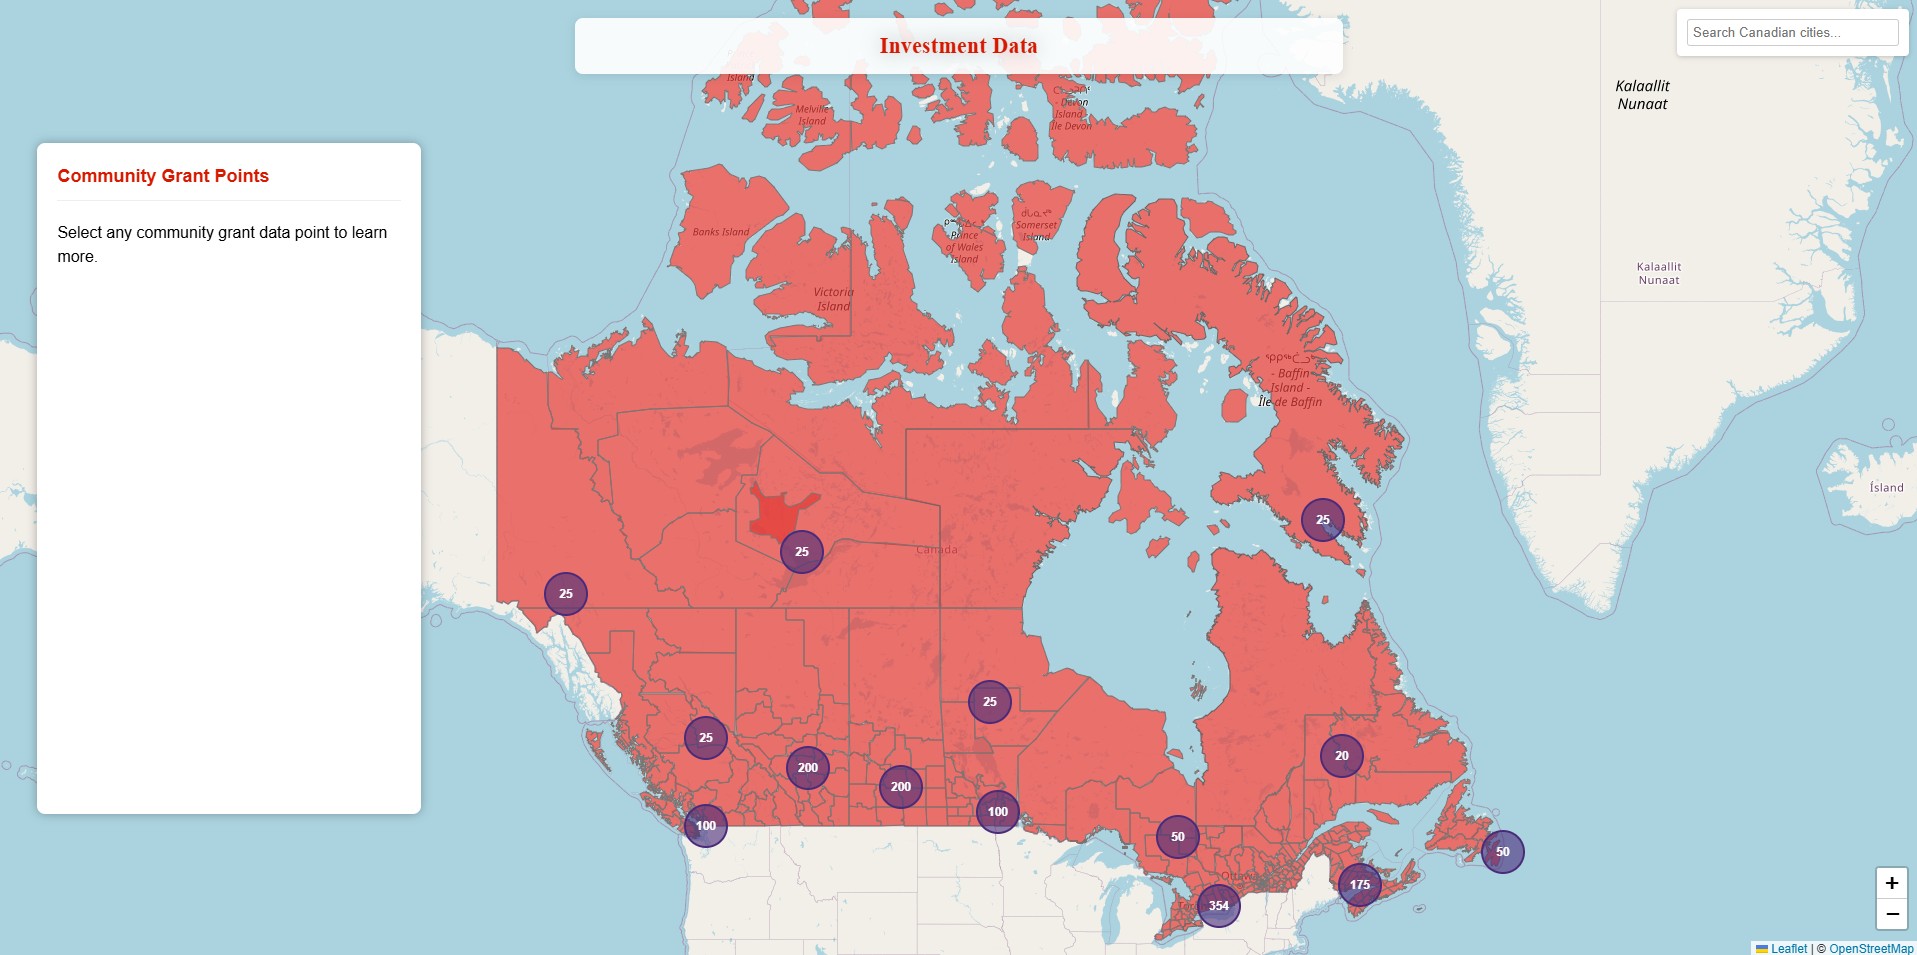 Investment Data
Search Canadian cities...
Community Grant Points
Select any community grant data point to learn
more.
Island
Melville
Island
- Devon
Island -
Île Devon
Kalaallit
Nunaat
Banks Island
Victoria
Island
Prince
of Wales
Island
Somerset
Island
Kalaallit
Nunaat
- Baffin
Island -
Île de Baffin
Ísland
Canada
25
25
25
25
25
200
200
100
100
20
50
50
175
354
Ottawa
+
−
Leaflet | © OpenStreetMap